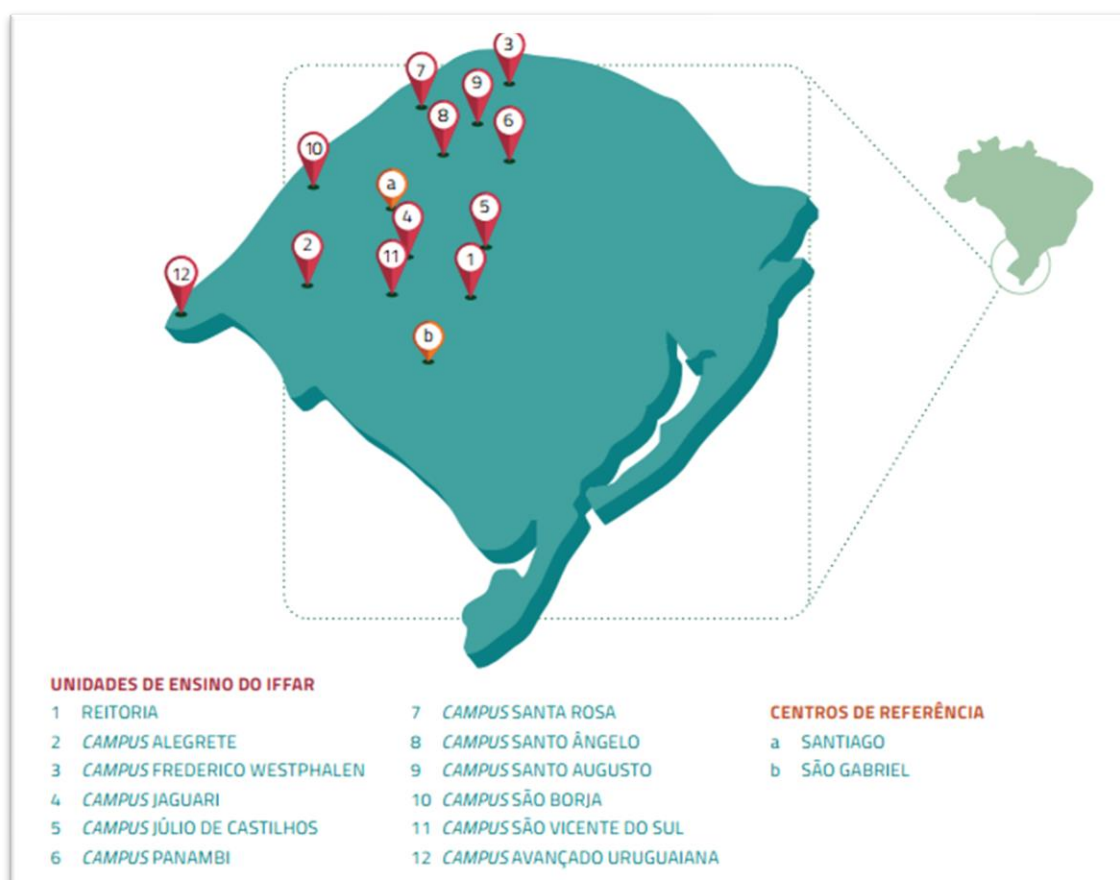 3
7
9
8
6
10
a
4
5
2
11
1
12
b
UNIDADES DE ENSINO DO IFFAR
1 REITORIA
2 CAMPUS ALEGRETE
3 CAMPUS FREDERICO WESTPHALEN
4 CAMPUS JAGUARI
5 CAMPUS JÚLIO DE CASTILHOS
6 CAMPUS PANAMBI
7 CAMPUS SANTA ROSA
8 CAMPUS SANTO ÂNGELO
9 CAMPUS SANTO AUGUSTO
10 CAMPUS SÃO BORJA
11 CAMPUS SÃO VICENTE DO SUL
12 CAMPUS AVANÇADO URUGUAIANA
CENTROS DE REFERÊNCIA
a SANTIAGO
b SÃO GABRIEL